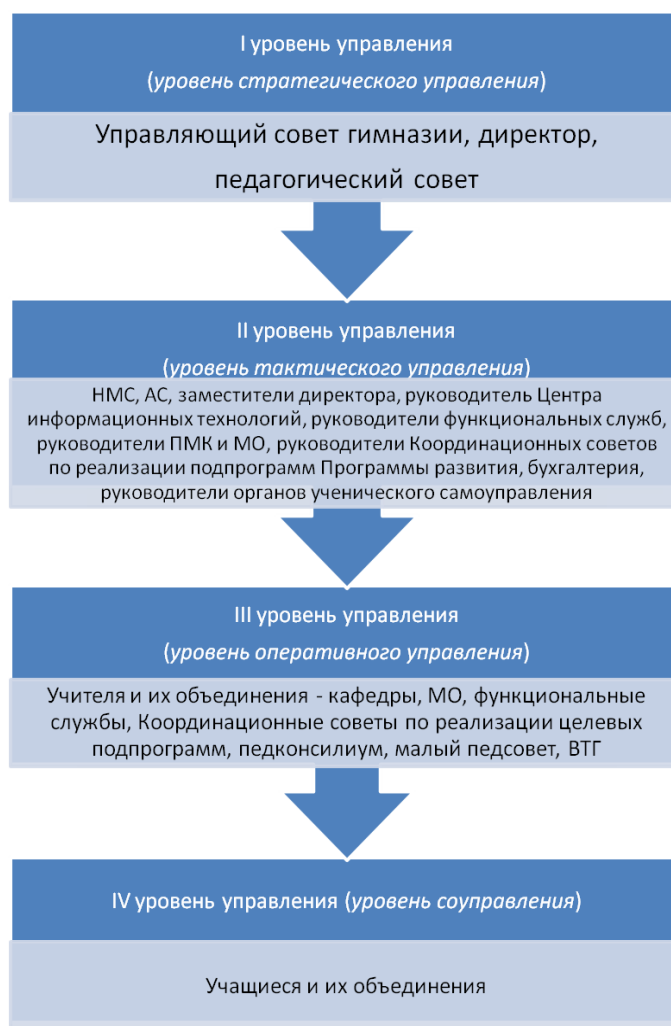 I уровень управления
(уровень стратегического управления)
Управляющий совет гимназии, директор,
педагогический совет
II уровень управления
(уровень тактического управления)
НМС, АС, заместители директора, руководитель Центра
информационных технологий, руководители функциональных служб,
руководители ПМК и МО, руководители Координационных советов
по реализации подпрограмм Программы развития, бухгалтерия,
руководители органов ученического самоуправления
III уровень управления
(уровень оперативного управления)
Учителя и их объединения - кафедры, МО, функциональные
службы, Координационные советы по реализации целевых
подпрограмм, педконсилиум, малый педсовет, ВТГ
IV уровень управления (уровень соуправления)
Учащиеся и их объединения